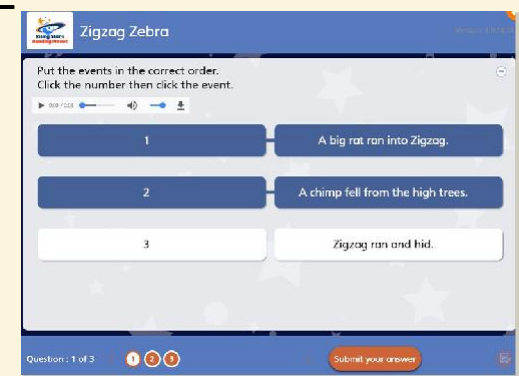 Zigzag Zebra
Put the events in the correct order.
Click the number then click the event.
1 A big rat ran into Zigzag.
2 A chimp fell from the high trees.
3 Zigzag ran and hid.
Question : 1 of 3 1 2 3 Submit your answer